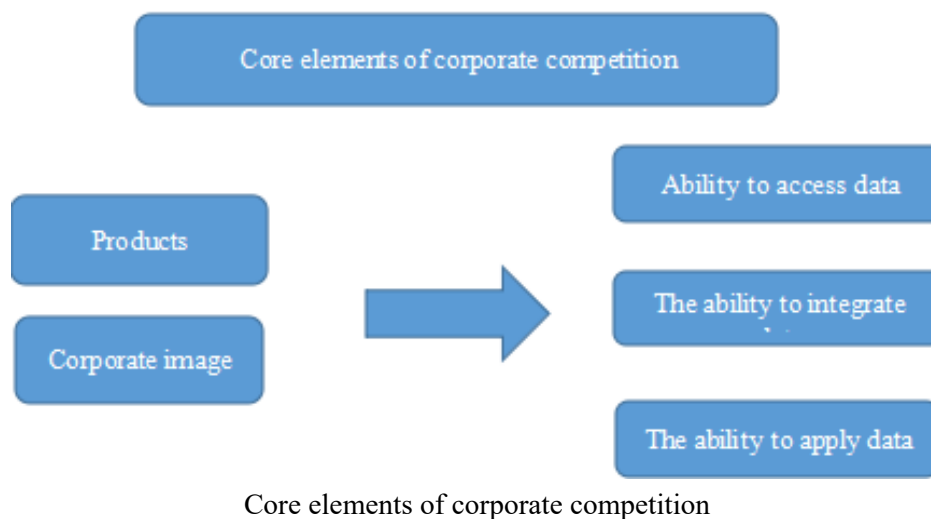 Core elements of corporate competition
Products
Corporate image
Ability to access data
The ability to integrate
The ability to apply data
Core elements of corporate competition